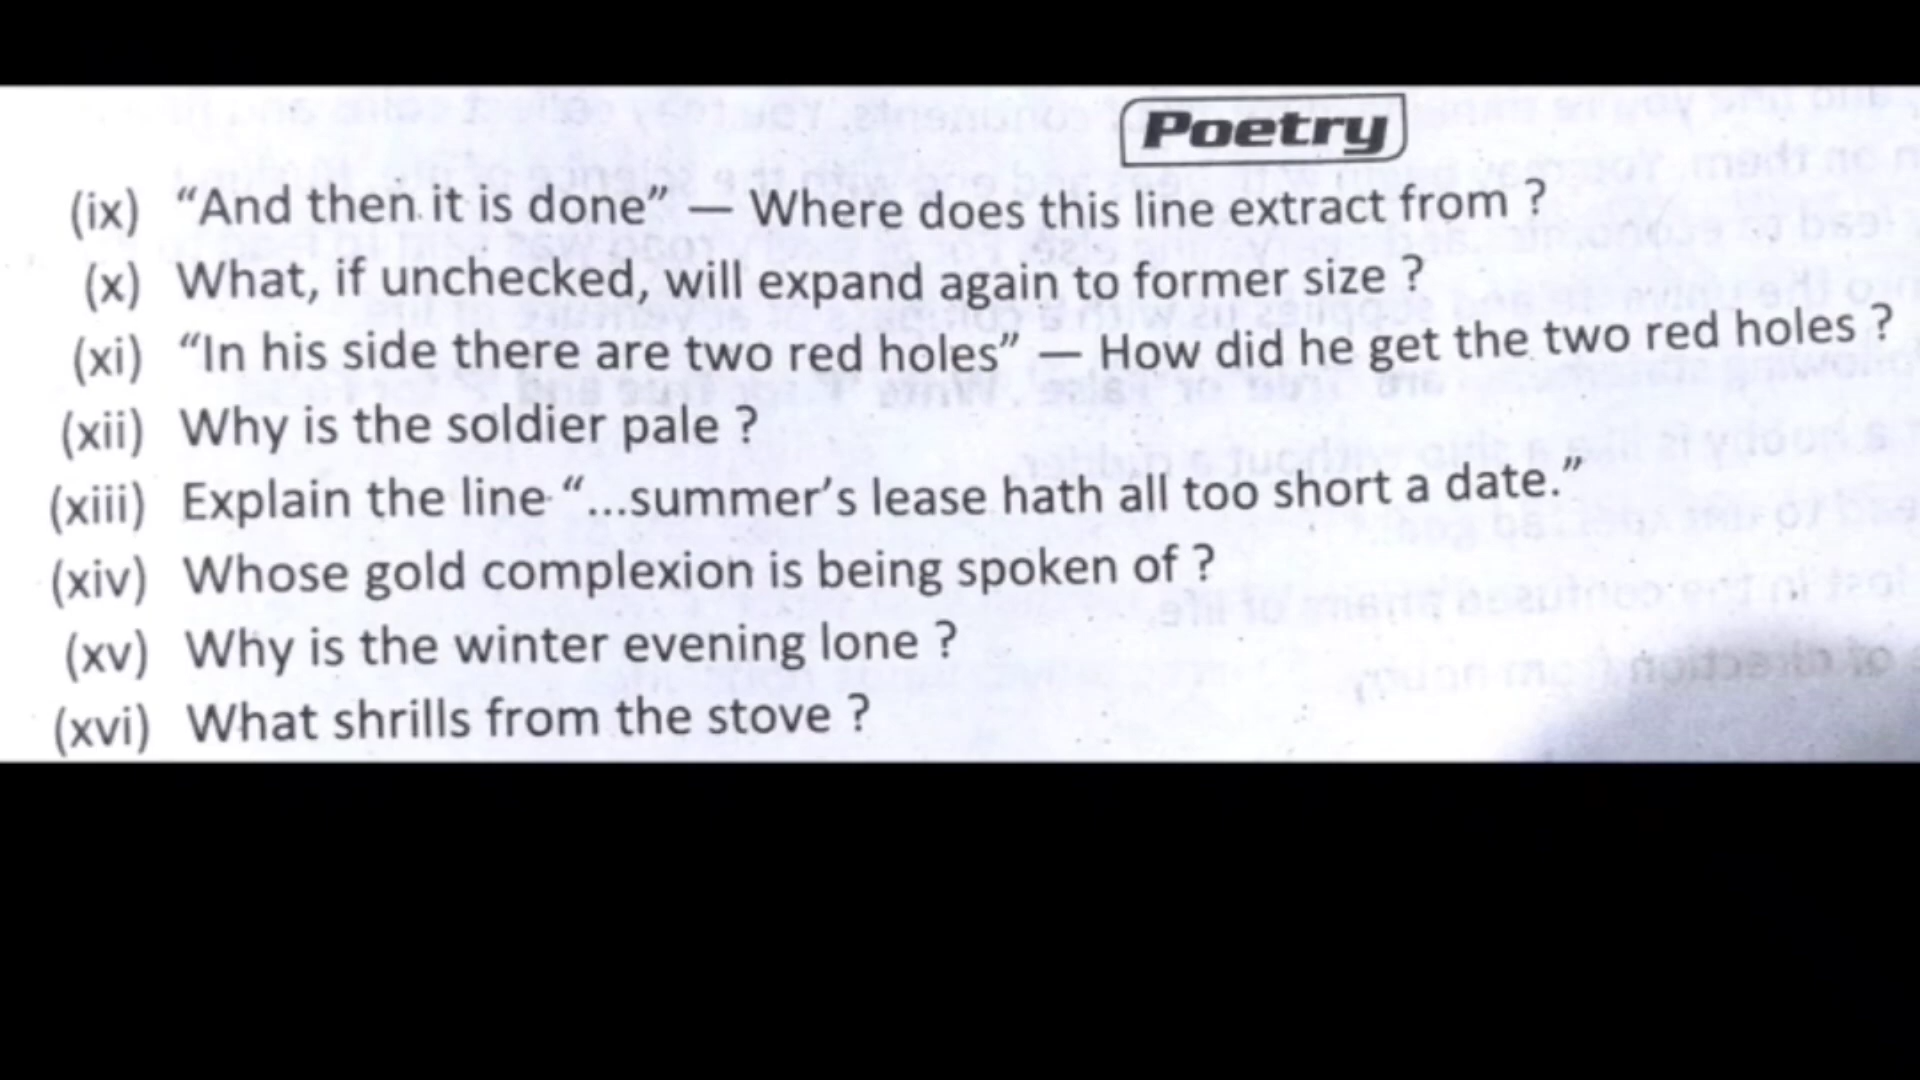 Poetry
(ix) “And then it is done” — Where does this line extract from ?
(x) What, if unchecked, will expand again to former size ?
(xi) “In his side there are two red holes” — How did he get the two red holes ?
(xii) Why is the soldier pale ?
(xiii) Explain the line “...summer’s lease hath all too short a date.”
(xiv) Whose gold complexion is being spoken of ?
(xv) Why is the winter evening lone ?
(xvi) What shrills from the stove ?